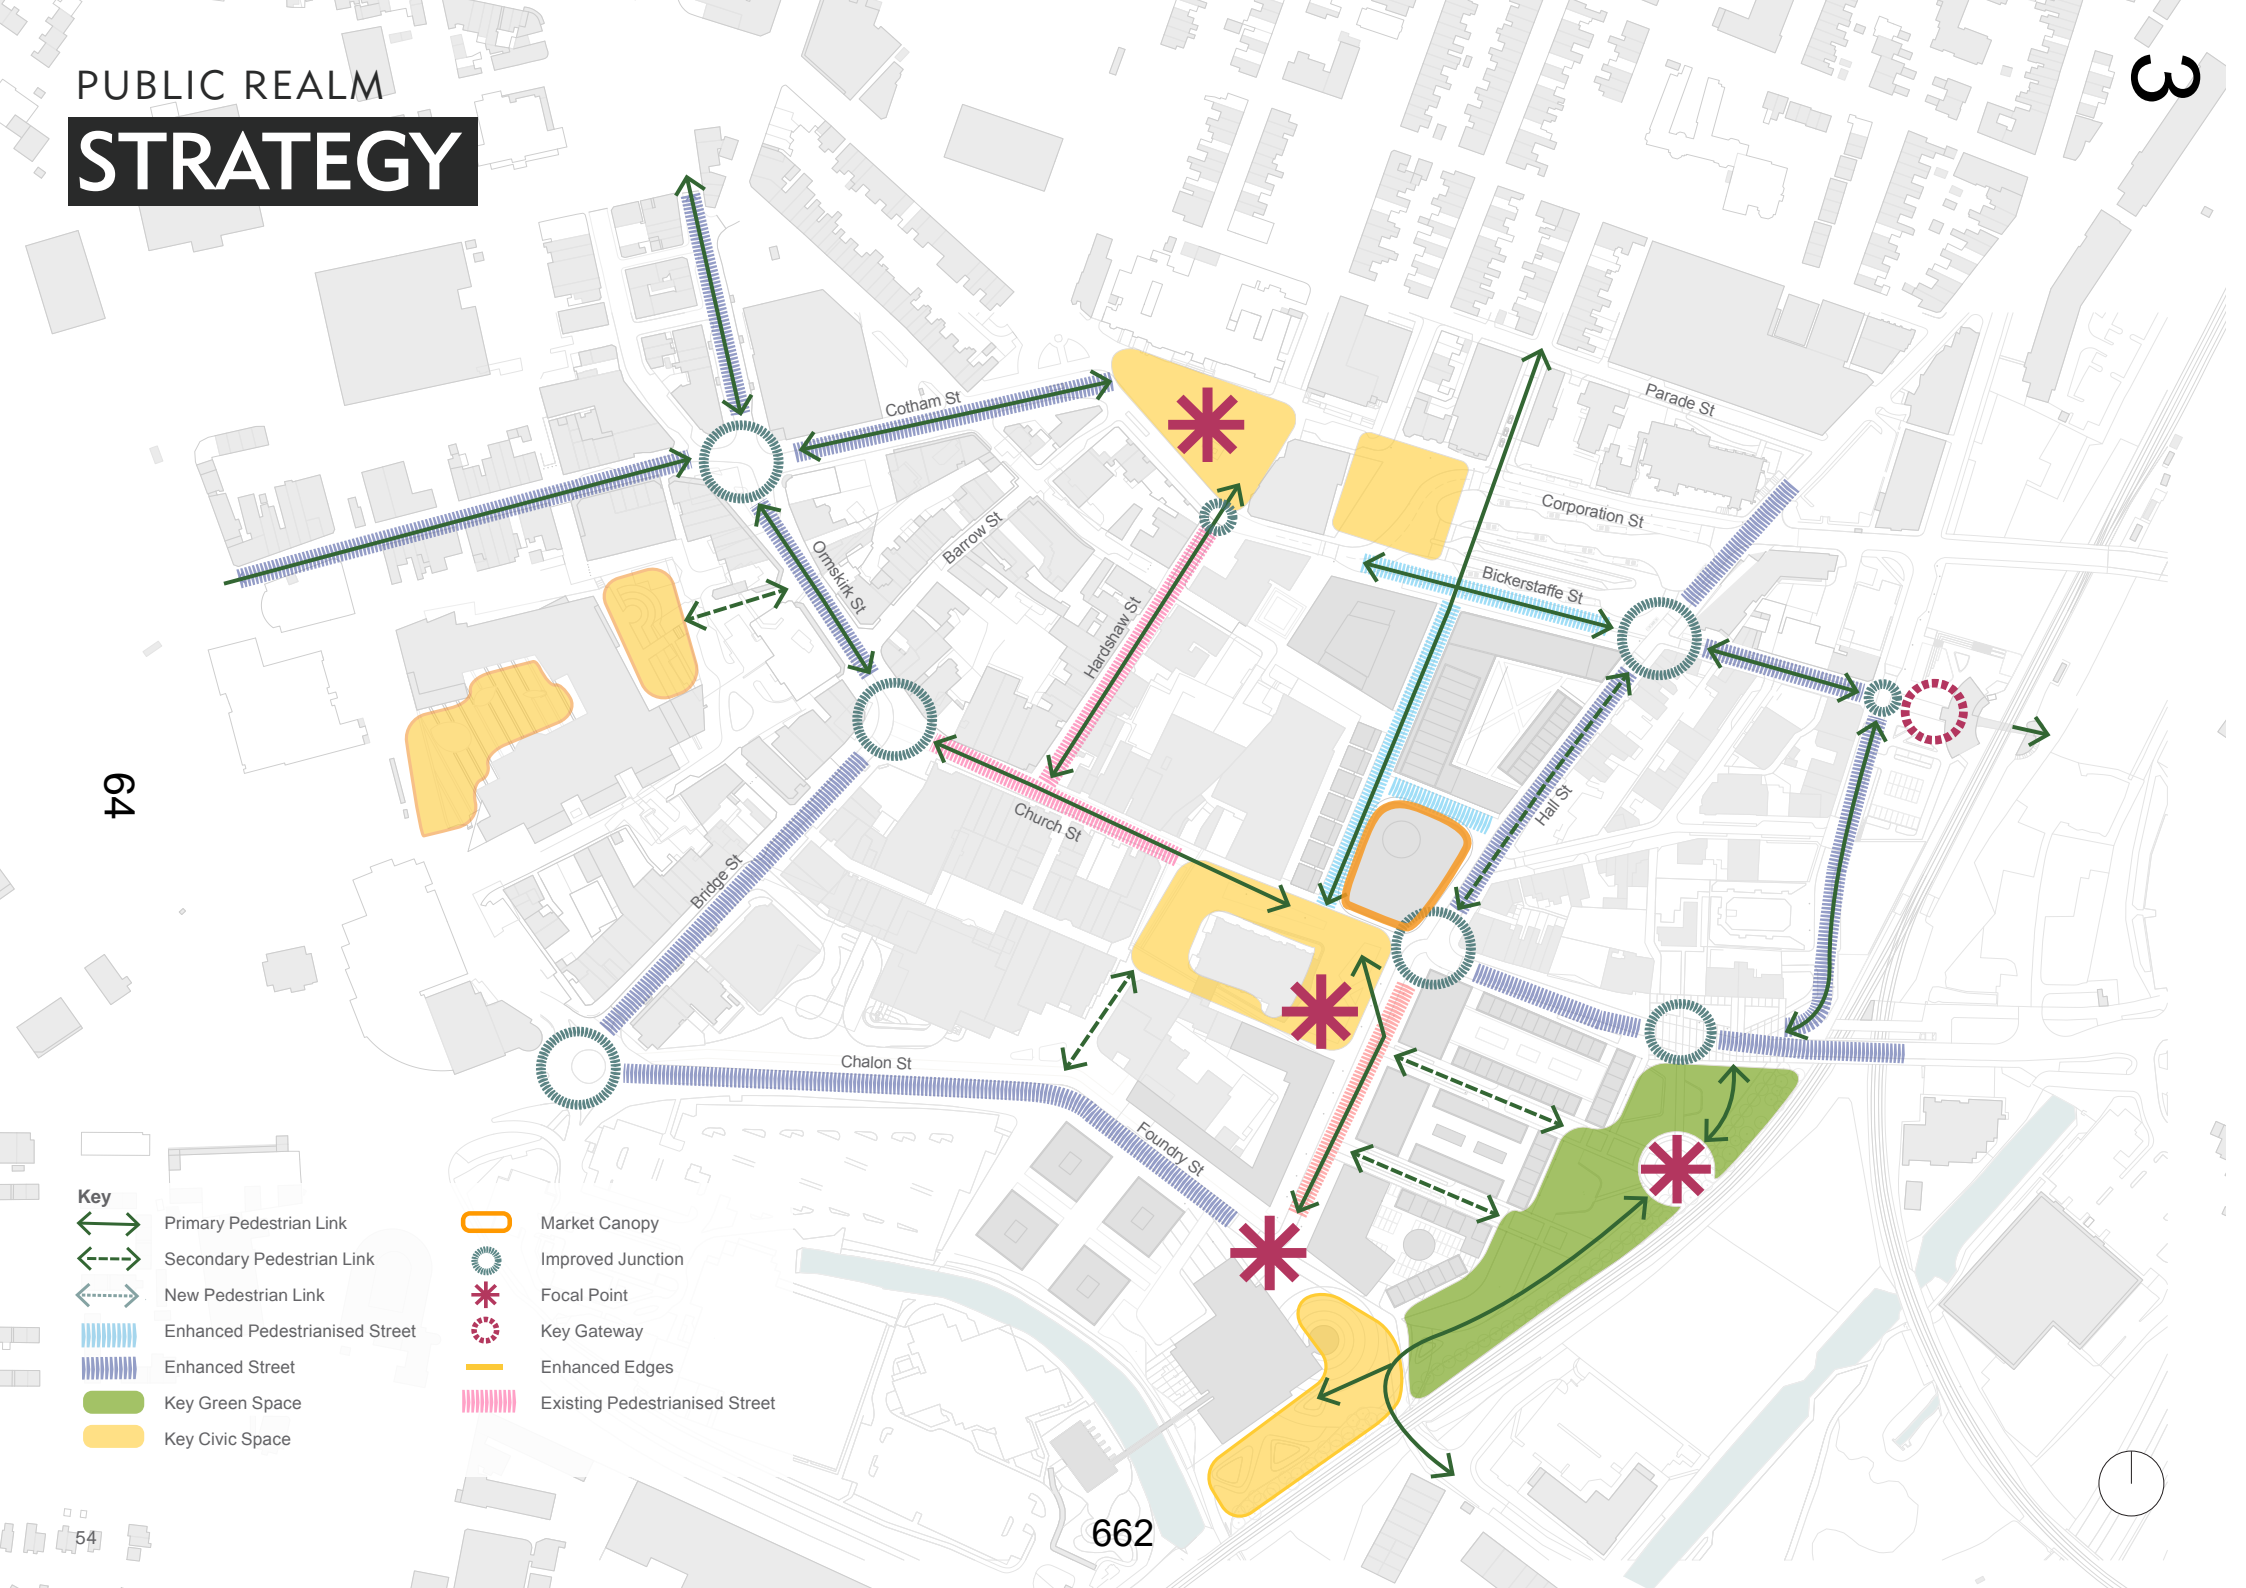 PUBLIC REALM
STRATEGY
3
Cotham St
Parade St
Corporation St
Barrow St
Ormskirk St
Bickerstaffe St
Hardshaw St
Hall St
Church St
Bridge St
64
Chalon St
Foundry St
Key
Primary Pedestrian Link
Secondary Pedestrian Link
New Pedestrian Link
Enhanced Pedestrianised Street
Enhanced Street
Key Green Space
Key Civic Space
Market Canopy
Improved Junction
Focal Point
Key Gateway
Enhanced Edges
Existing Pedestrianised Street
54
662